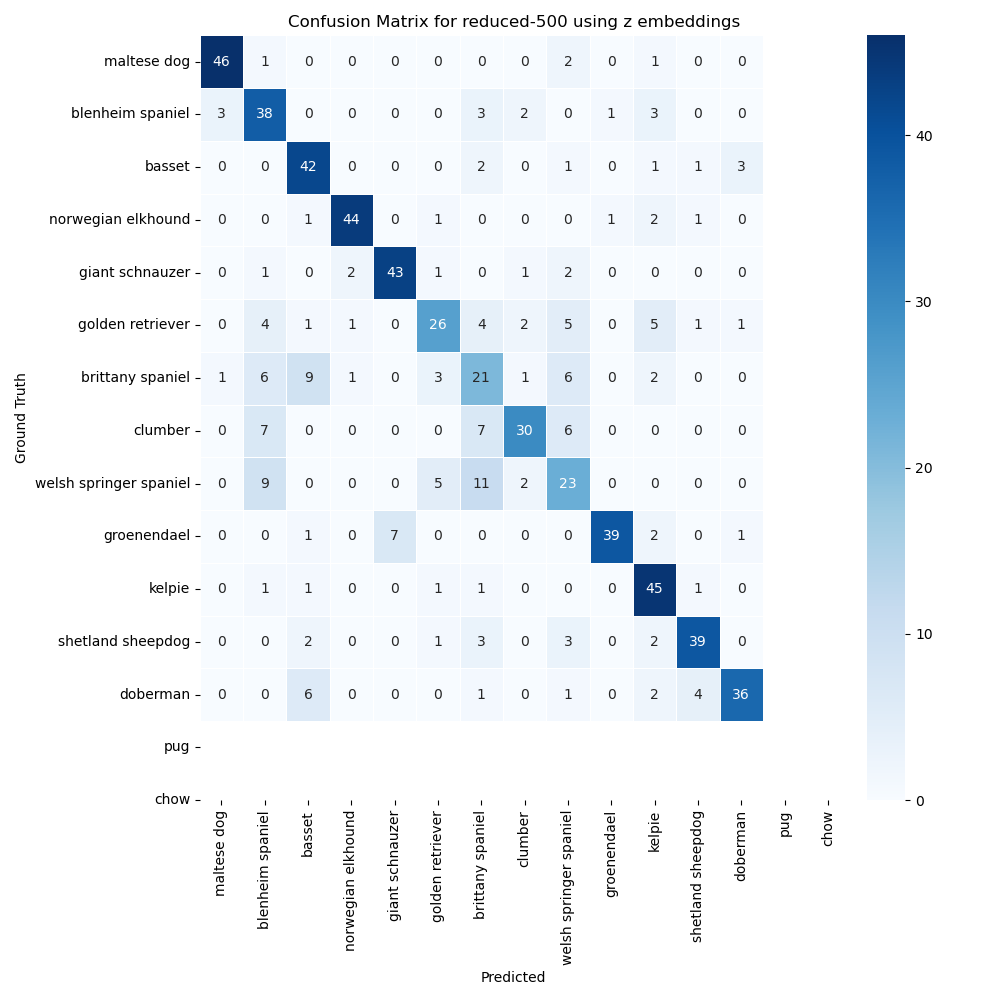 Confusion Matrix for reduced-500 using z embeddings
Ground Truth
maltese dog 46 1 0 0 0 0 0 0 2 0 1 0 0
blenheim spaniel 3 38 0 0 0 0 3 2 0 1 3 0 0
basset 0 0 42 0 0 0 2 0 1 0 1 1 3
norwegian elkhound 0 0 1 44 0 1 0 0 0 1 2 1 0
giant schnauzer 0 1 0 2 43 1 0 1 2 0 0 0 0
golden retriever 0 4 1 1 0 26 4 2 5 0 5 1 1
brittany spaniel 1 6 9 1 0 3 21 1 6 0 2 0 0
clumber 0 7 0 0 0 0 7 30 6 0 0 0 0
welsh springer spaniel 0 9 0 0 0 5 11 2 23 0 0 0 0
groenendael 0 0 1 0 7 0 0 0 0 39 2 0 1
kelpie 0 1 1 0 0 1 1 0 0 0 45 1 0
shetland sheepdog 0 0 2 0 0 1 3 0 3 0 2 39 0
doberman 0 0 6 0 0 0 1 0 1 0 2 4 36
pug
chow
maltese dog
blenheim spaniel
basset
norwegian elkhound
giant schnauzer
golden retriever
brittany spaniel
clumber
welsh springer spaniel
groenendael
kelpie
shetland sheepdog
doberman
pug
chow
Predicted
40
30
20
10
0